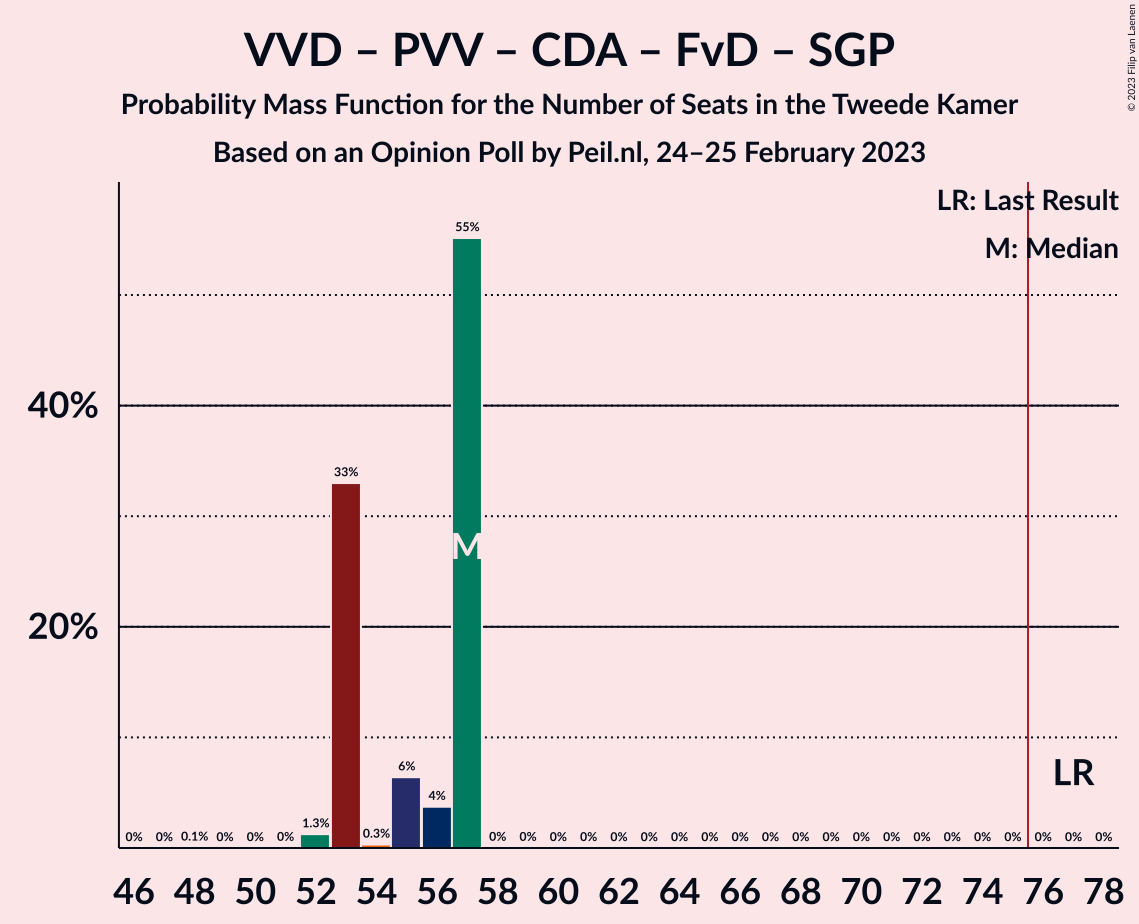 VVD – PVV – CDA – FvD – SGP
Probability Mass Function for the Number of Seats in the Tweede Kamer
Based on an Opinion Poll by Peil.nl, 24–25 February 2023
© 2023 Filip van Laenen
LR: Last Result
M: Median
55%
40%
33%
M
20%
LR
6%
4%
1.3%
0.3%
0% 0% 0.1% 0% 0% 0% 0% 0% 0% 0% 0% 0% 0% 0% 0% 0% 0% 0% 0% 0% 0% 0% 0% 0% 0% 0% 0%
46 48 50 52 54 56 58 60 62 64 66 68 70 72 74 76 78